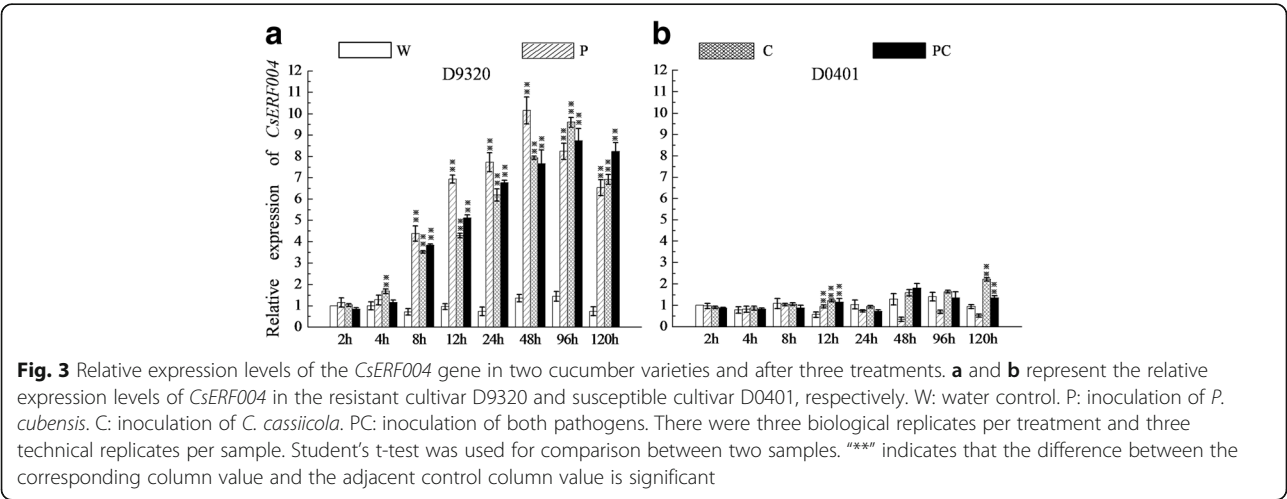 a b
W P C PC
D9320 D0401
Relative expression of CsERF004
12 12
11 11
10 10
9 9
8 8
7 7
6 6
5 5
4 4
3 3
2 2
1 1
0 0
** ** ** ** ** ** ** ** ** ** ** ** ** ** ** ** ** ** ** ** ** ** ** ** **
2h 4h 8h 12h 24h 48h 96h 120h 2h 4h 8h 12h 24h 48h 96h 120h
Fig. 3 Relative expression levels of the CsERF004 gene in two cucumber varieties and after three treatments. a and b represent the relative
expression levels of CsERF004 in the resistant cultivar D9320 and susceptible cultivar D0401, respectively. W: water control. P: inoculation of P.
cubensis. C: inoculation of C. cassiicola. PC: inoculation of both pathogens. There were three biological replicates per treatment and three
technical replicates per sample. Student's t-test was used for comparison between two samples. "**" indicates that the difference between the
corresponding column value and the adjacent control column value is significant